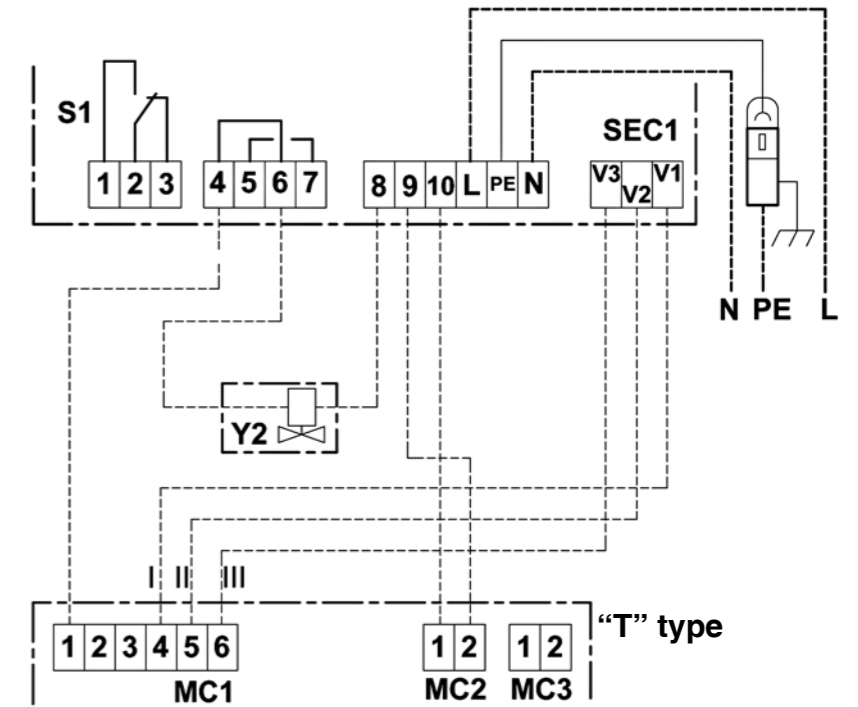 S1
SEC1
1 2 3
4 5 6 7
8 9 10 L PE N
V3 V2 V1
N PE L
Y2
I II III
"T" type
1 2 3 4 5 6
1 2
1 2
MC1
MC2
MC3